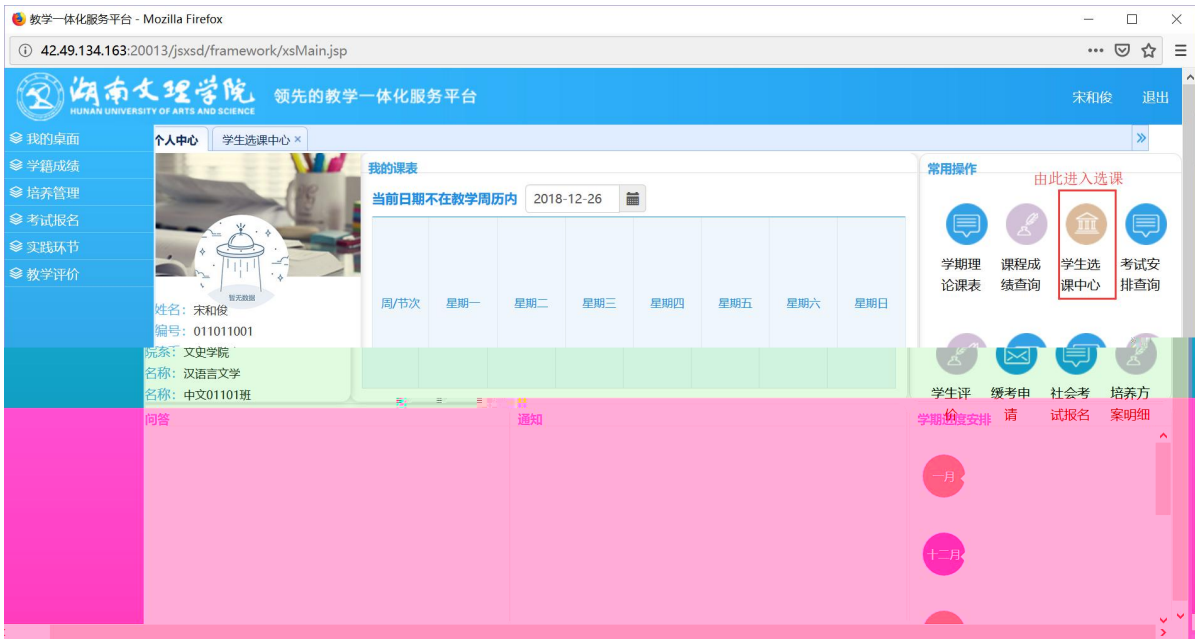 教学一体化服务平台 - Mozilla Firefox
42.49.134.163:20013/jsxsd/framework/xsMain.jsp
湖南文理学院
HUNAN UNIVERSITY OF ARTS AND SCIENCE
领先的教学一体化服务平台
宋和俊 退出
我的桌面
学籍成绩
培养管理
考试报名
实践环节
教学评价
个人中心 学生选课中心 ×
暂无数据
姓名：宋和俊
编号：011011001
院系：文史学院
名称：汉语言文学
名称：中文01101班
我的课表
当前日期不在教学周历内 2018-12-26
周/节次 星期一 星期二 星期三 星期四 星期五 星期六 星期日
常用操作
由此进入选课
学期理论课表
课程成绩查询
学生选课中心
考试安排查询
学生评价
缓考申请
社会考试报名
培养方案明细
问答
通知
学期进度安排
一月
十二月